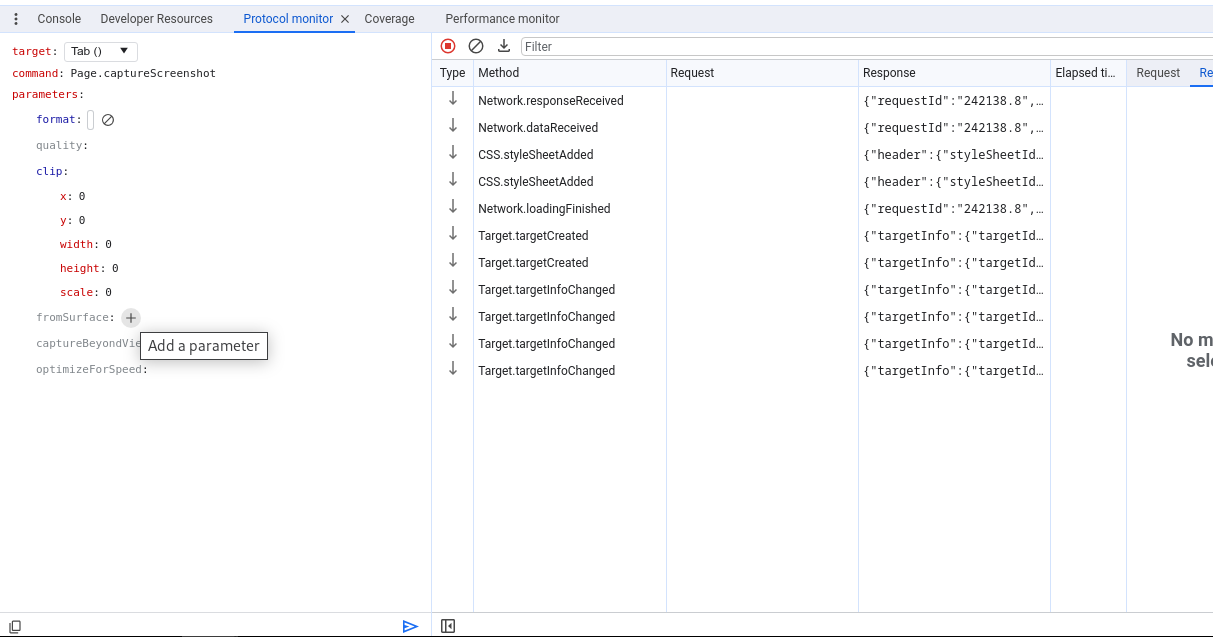 Console Developer Resources Protocol monitor Coverage Performance monitor
target: Tab ()
command: Page.captureScreenshot
parameters:
format:
quality:
clip:
x: 0
y: 0
width: 0
height: 0
scale: 0
fromSurface:
captureBeyondVie
Add a parameter
optimizeForSpeed:
Filter
Type Method Request Response Elapsed ti… Request Re
Network.responseReceived {"requestId":"242138.8",…
Network.dataReceived {"requestId":"242138.8",…
CSS.styleSheetAdded {"header":{"styleSheetId…
CSS.styleSheetAdded {"header":{"styleSheetId…
Network.loadingFinished {"requestId":"242138.8",…
Target.targetCreated {"targetInfo":{"targetId…
Target.targetCreated {"targetInfo":{"targetId…
Target.targetInfoChanged {"targetInfo":{"targetId…
Target.targetInfoChanged {"targetInfo":{"targetId…
Target.targetInfoChanged {"targetInfo":{"targetId…
Target.targetInfoChanged {"targetInfo":{"targetId…
No m
sele